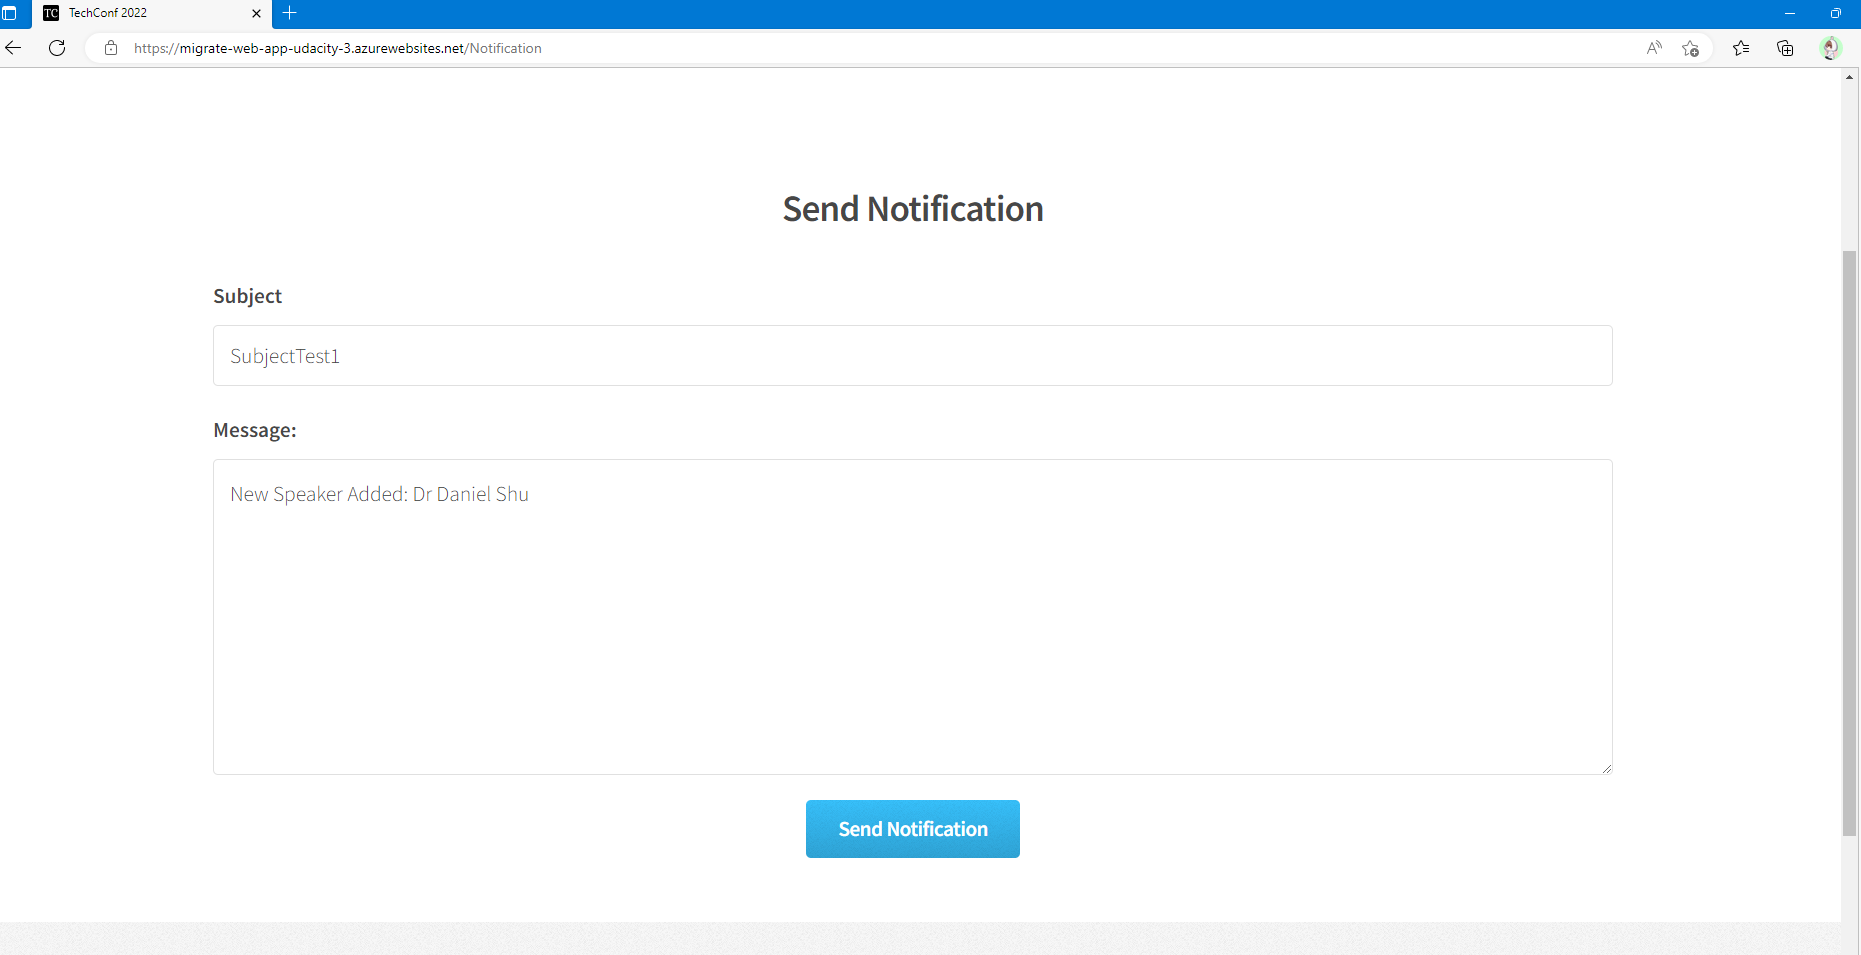 TC TechConf 2022
https://migrate-web-app-udacity-3.azurewebsites.net/Notification
Send Notification
Subject
SubjectTest1
Message:
New Speaker Added: Dr Daniel Shu
Send Notification